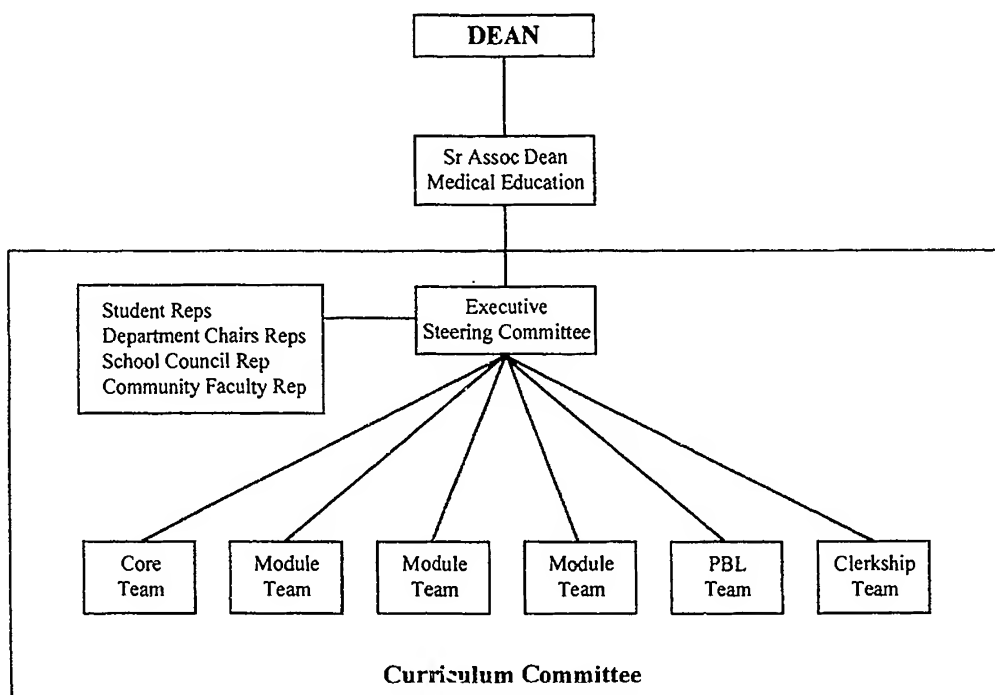 DEAN
Sr Assoc Dean
Medical Education
Student Reps
Department Chairs Reps
School Council Rep
Community Faculty Rep
Executive
Steering Committee
Core
Team
Module
Team
Module
Team
Module
Team
PBL
Team
Clerkship
Team
Curriculum Committee